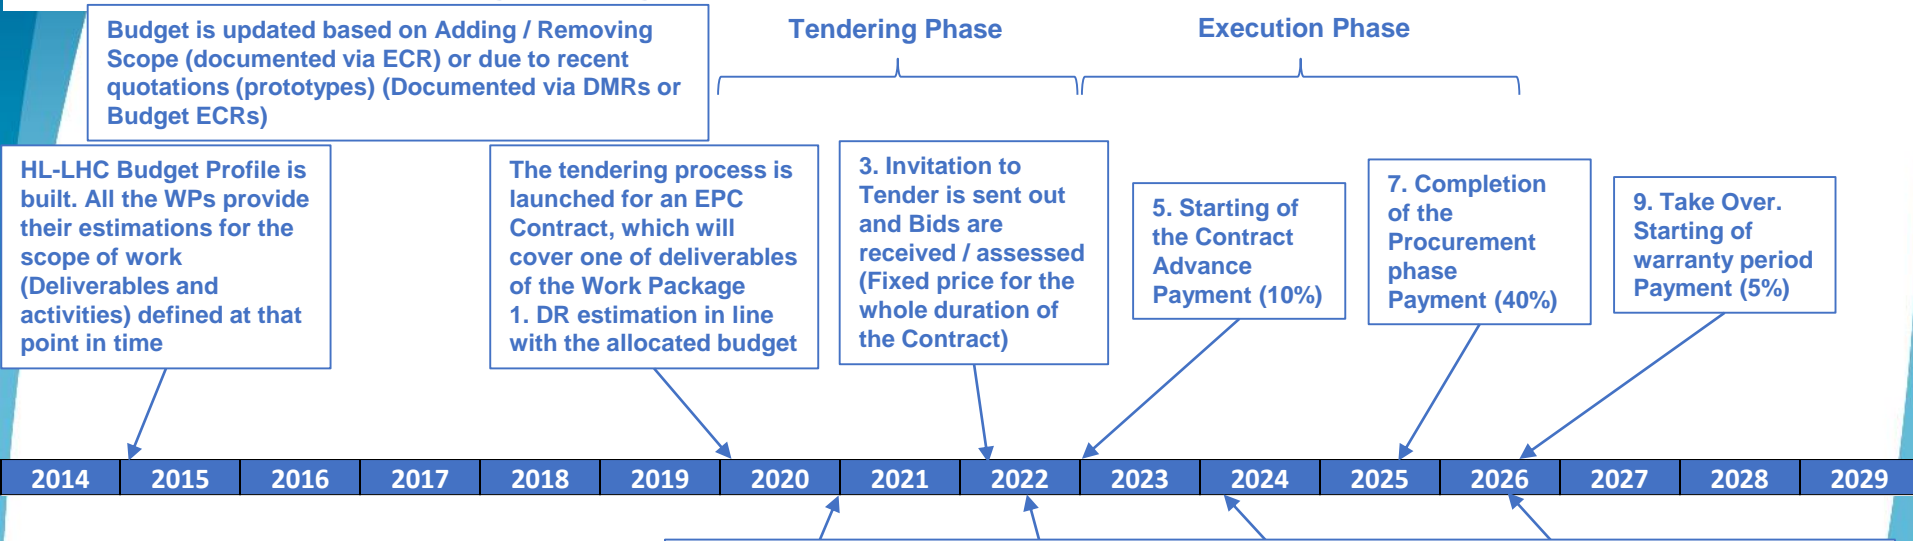 Budget is updated based on Adding / Removing
Scope (documented via ECR) or due to recent
quotations (prototypes) (Documented via DMRs or
Budget ECRs)
Tendering Phase
Execution Phase
HL-LHC Budget Profile is
built. All the WPs provide
their estimations for the
scope of work
(Deliverables and
activities) defined at that
point in time
The tendering process is
launched for an EPC
Contract, which will
cover one of deliverables
of the Work Package
1. DR estimation in line
with the allocated budget
3. Invitation to
Tender is sent out
and Bids are
received / assessed
(Fixed price for the
whole duration of
the Contract)
5. Starting of
the Contract
Advance
Payment (10%)
7. Completion
of the
Procurement
phase
Payment (40%)
9. Take Over.
Starting of
warranty period
Payment (5%)
2014 2015 2016 2017 2018 2019 2020 2021 2022 2023 2024 2025 2026 2027 2028 2029